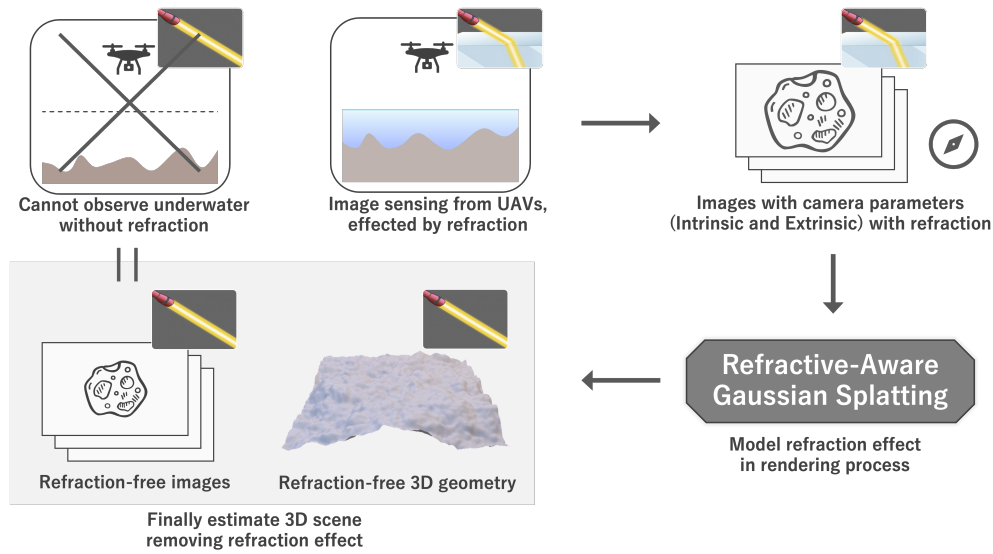 Cannot observe underwater
without refraction
Image sensing from UAVs,
effected by refraction
Images with camera parameters
(Intrinsic and Extrinsic) with refraction
Refractive-Aware
Gaussian Splatting
Model refraction effect
in rendering process
Refraction-free images
Refraction-free 3D geometry
Finally estimate 3D scene
removing refraction effect